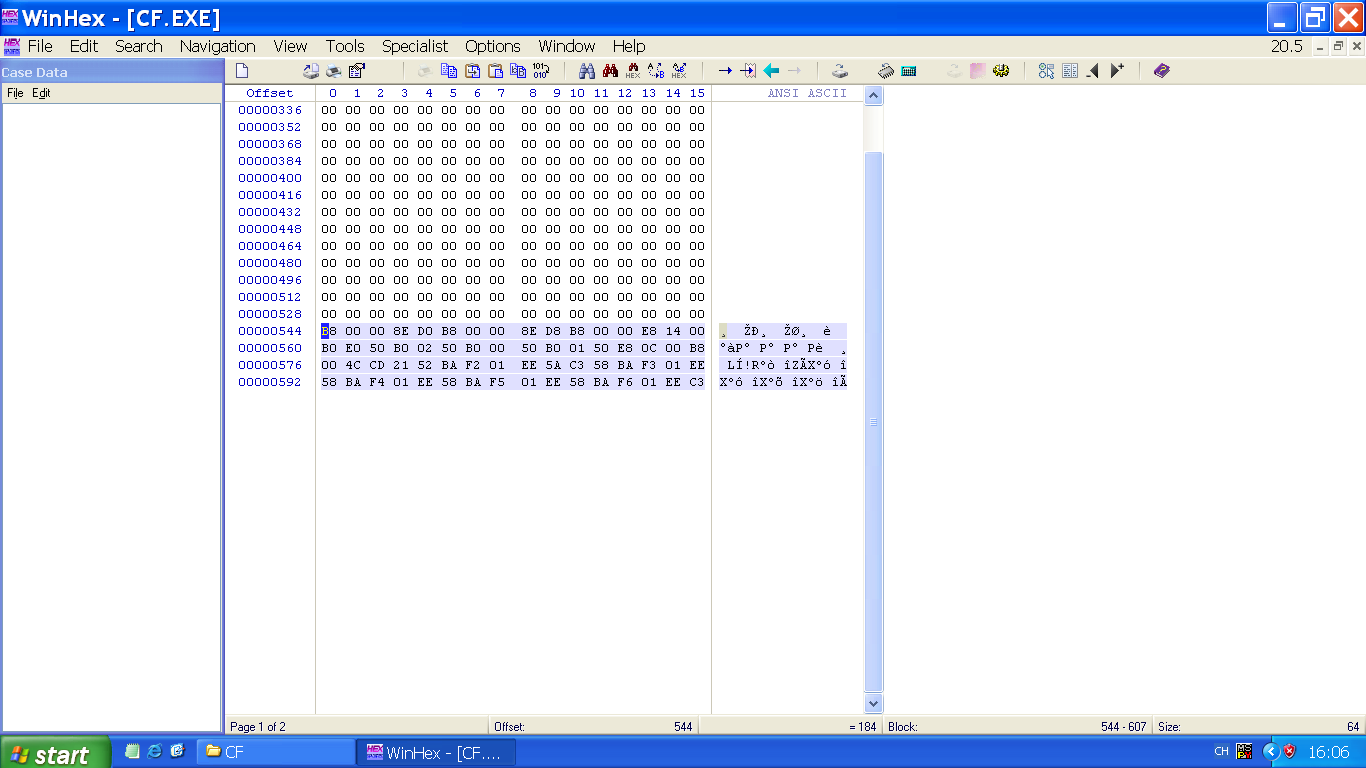 WinHex - [CF.EXE]
File Edit Search Navigation View Tools Specialist Options Window Help 20.5
Case Data
File Edit
Offset 0 1 2 3 4 5 6 7 8 9 10 11 12 13 14 15 ANSI ASCII
00000336 00 00 00 00 00 00 00 00 00 00 00 00 00 00 00 00
00000352 00 00 00 00 00 00 00 00 00 00 00 00 00 00 00 00
00000368 00 00 00 00 00 00 00 00 00 00 00 00 00 00 00 00
00000384 00 00 00 00 00 00 00 00 00 00 00 00 00 00 00 00
00000400 00 00 00 00 00 00 00 00 00 00 00 00 00 00 00 00
00000416 00 00 00 00 00 00 00 00 00 00 00 00 00 00 00 00
00000432 00 00 00 00 00 00 00 00 00 00 00 00 00 00 00 00
00000448 00 00 00 00 00 00 00 00 00 00 00 00 00 00 00 00
00000464 00 00 00 00 00 00 00 00 00 00 00 00 00 00 00 00
00000480 00 00 00 00 00 00 00 00 00 00 00 00 00 00 00 00
00000496 00 00 00 00 00 00 00 00 00 00 00 00 00 00 00 00
00000512 00 00 00 00 00 00 00 00 00 00 00 00 00 00 00 00
00000528 00 00 00 00 00 00 00 00 00 00 00 00 00 00 00 00
00000544 B8 00 00 8E D0 B8 00 00 8E D8 B8 00 00 E8 14 00 ¸ ŽÐ¸ ŽØ¸ è
00000560 B0 E0 50 B0 02 50 B0 00 50 B0 01 50 E8 0C 00 B8 °àP° P° P° Pè ¸
00000576 00 4C CD 21 52 BA F2 01 EE 5A C3 58 BA F3 01 EE LÍ!Rºò îZÃXºó î
00000592 58 BA F4 01 EE 58 BA F5 01 EE 58 BA F6 01 EE C3 Xºô îXºõ îXºö îÃ
Page 1 of 2 Offset: 544 = 184 Block: 544 - 607 Size: 64
start CF WinHex - [CF.... CH 16:06